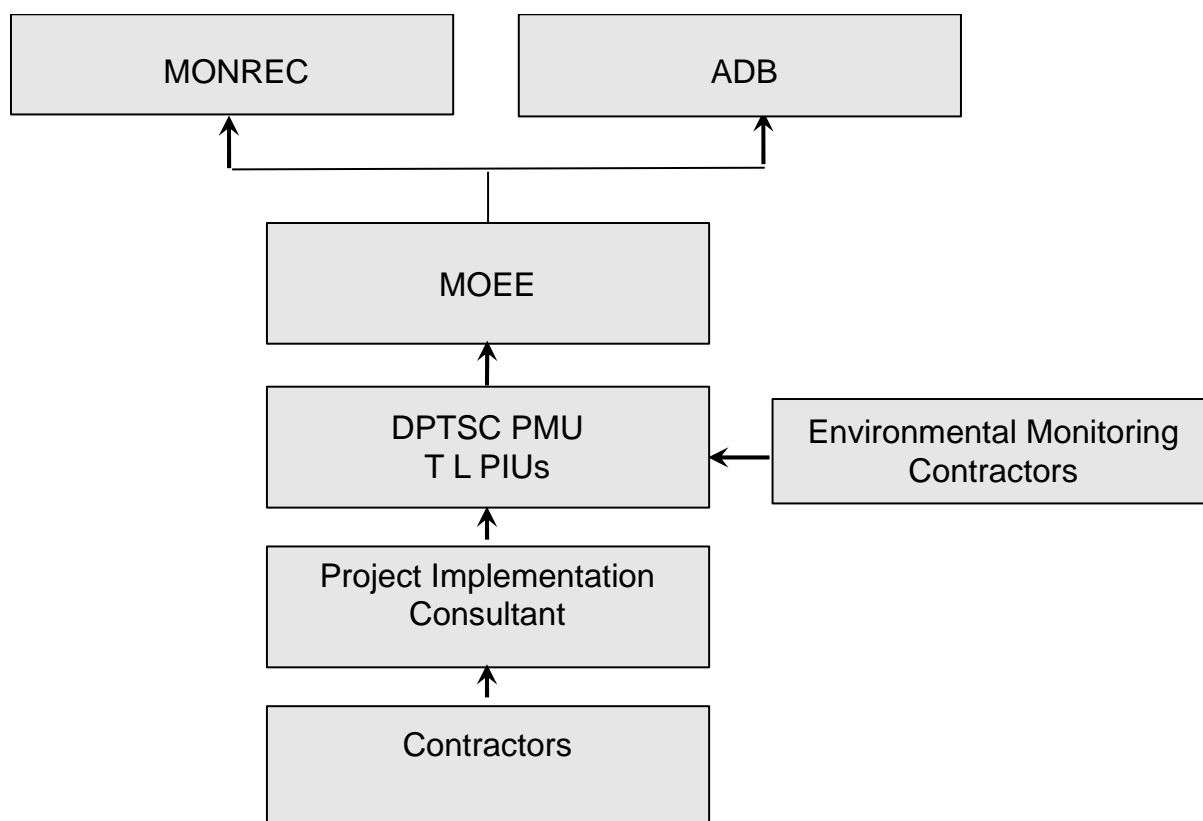 MONREC
ADB
MOEE
DPTSC PMU
T L PIUs
Environmental Monitoring
Contractors
Project Implementation
Consultant
Contractors